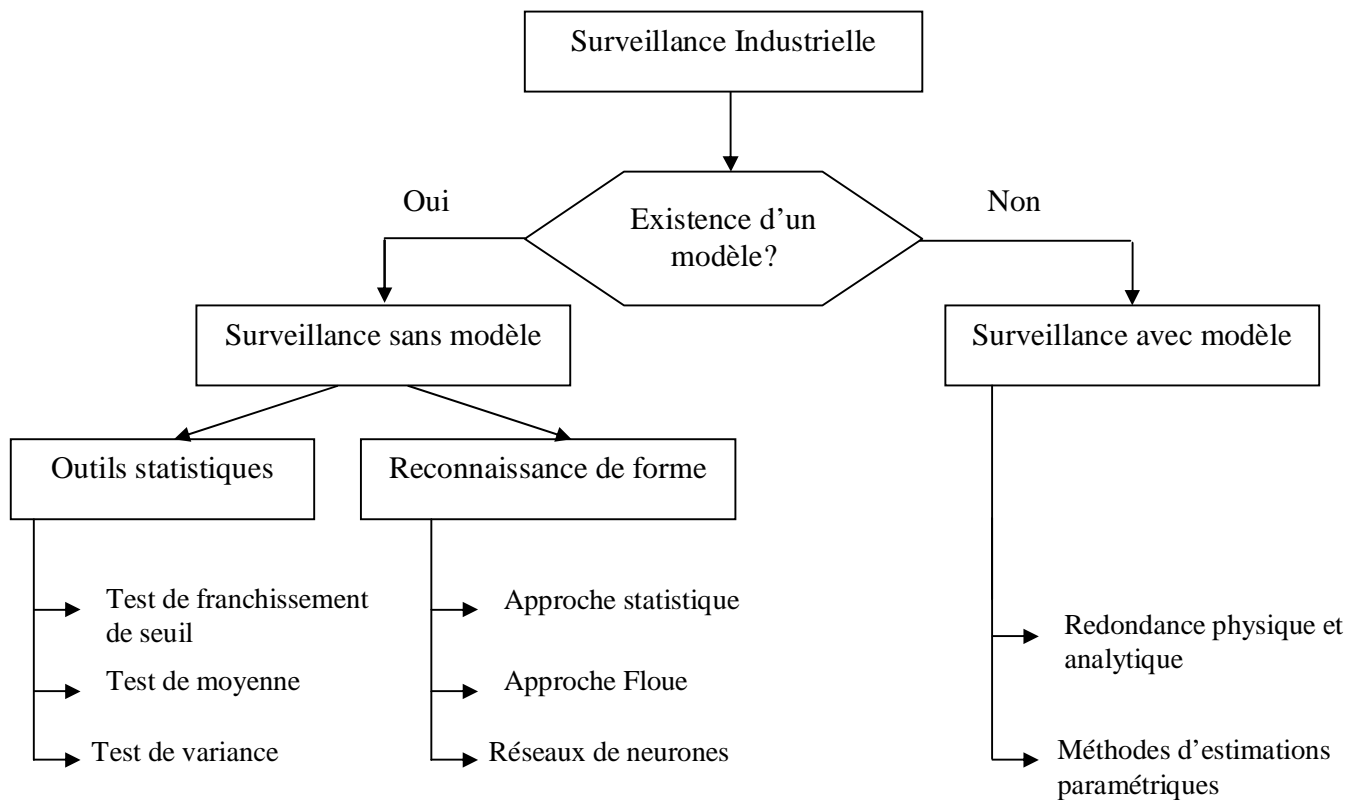 Surveillance Industrielle
Oui
Non
Existence d’un
modèle?
Surveillance sans modèle
Surveillance avec modèle
Outils statistiques
Reconnaissance de forme
Test de franchissement
de seuil
Test de moyenne
Test de variance
Approche statistique
Approche Floue
Réseaux de neurones
Redondance physique et
analytique
Méthodes d’estimations
paramétriques